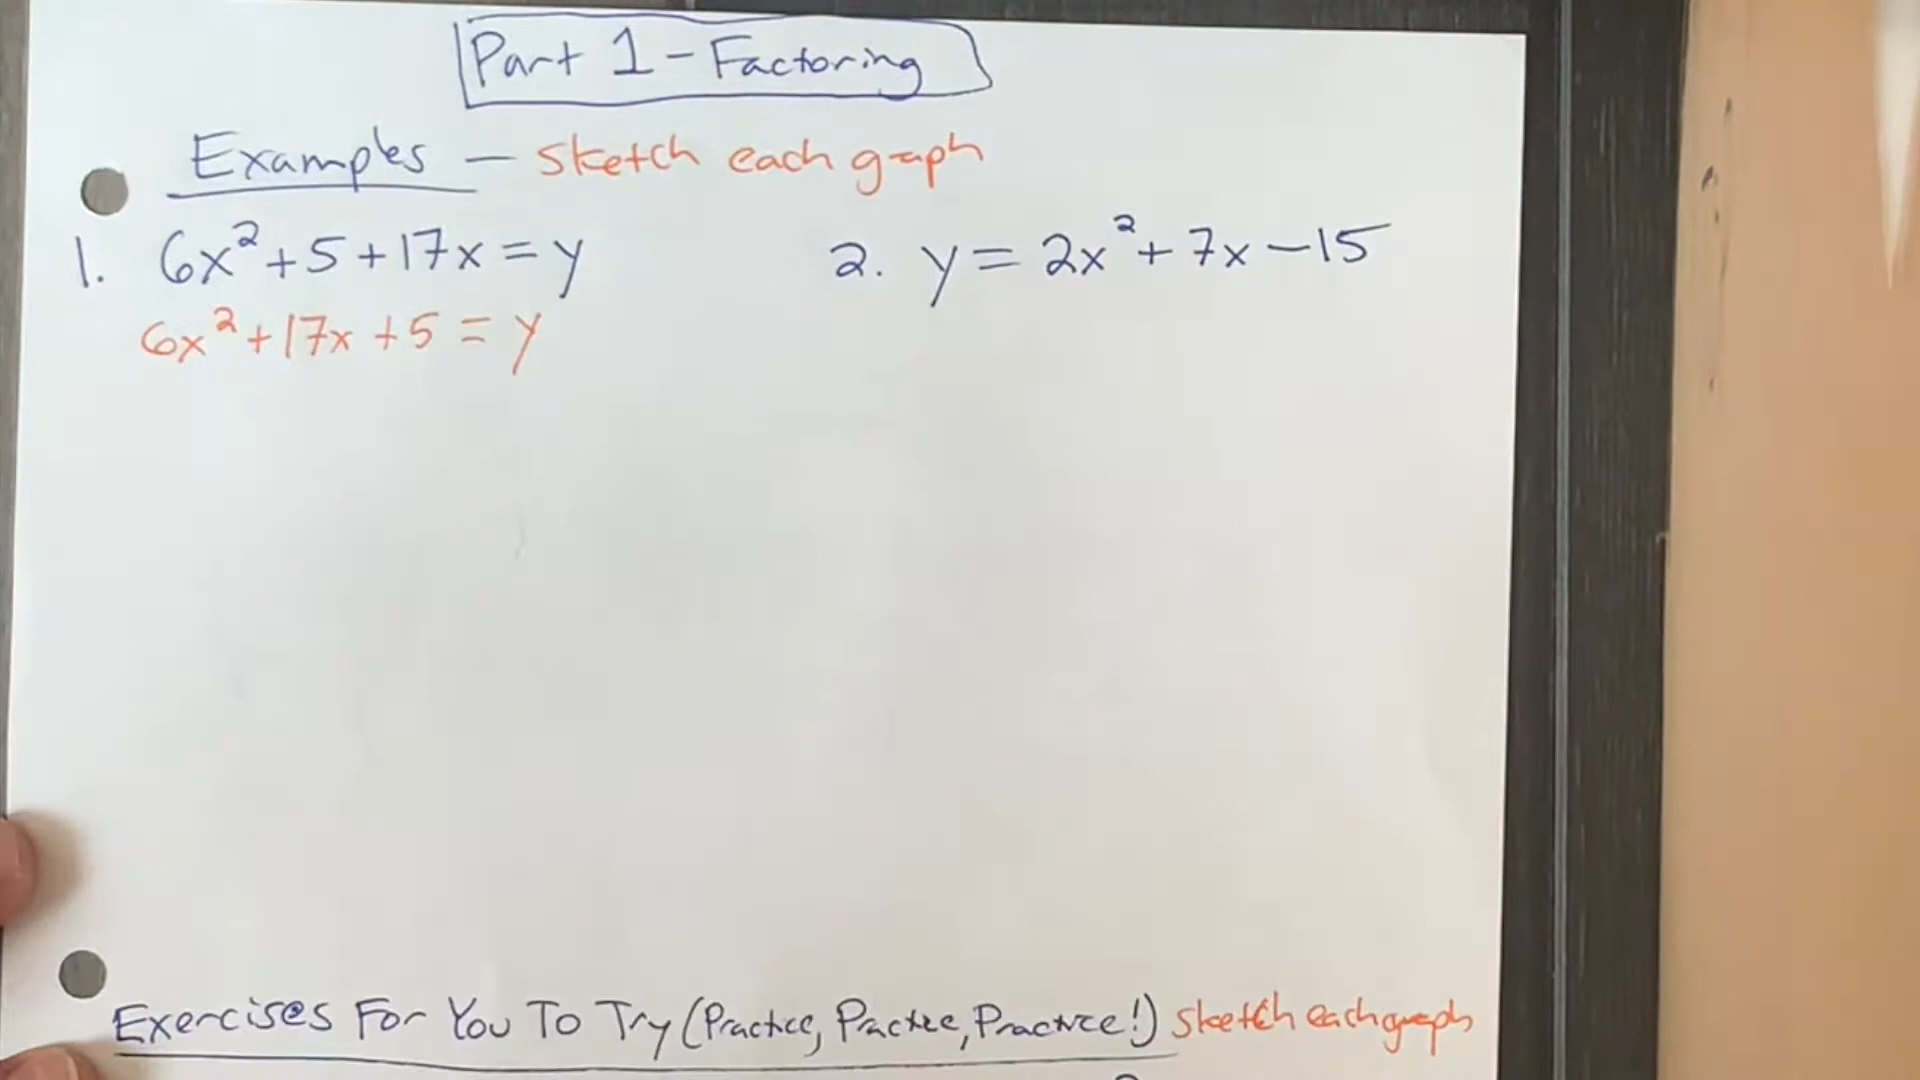 Part 1 - Factoring
Examples - sketch each graph
1. 6x² + 5 + 17x = y
6x² + 17x + 5 = y
2. y = 2x² + 7x - 15
Exercises For You To Try (Practice, Practice, Practice!) sketch each graph